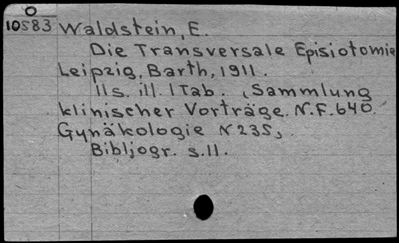 O
10583 Waldstein, E.
Die Transversale Episiotomie
Leipzig, Barth, 1911.
11s. ill. 1 Tab. (Sammlung
klinischer Vorträge. N.F. 640.
Gynäkologie N 235,
Bibljogr. s.11.